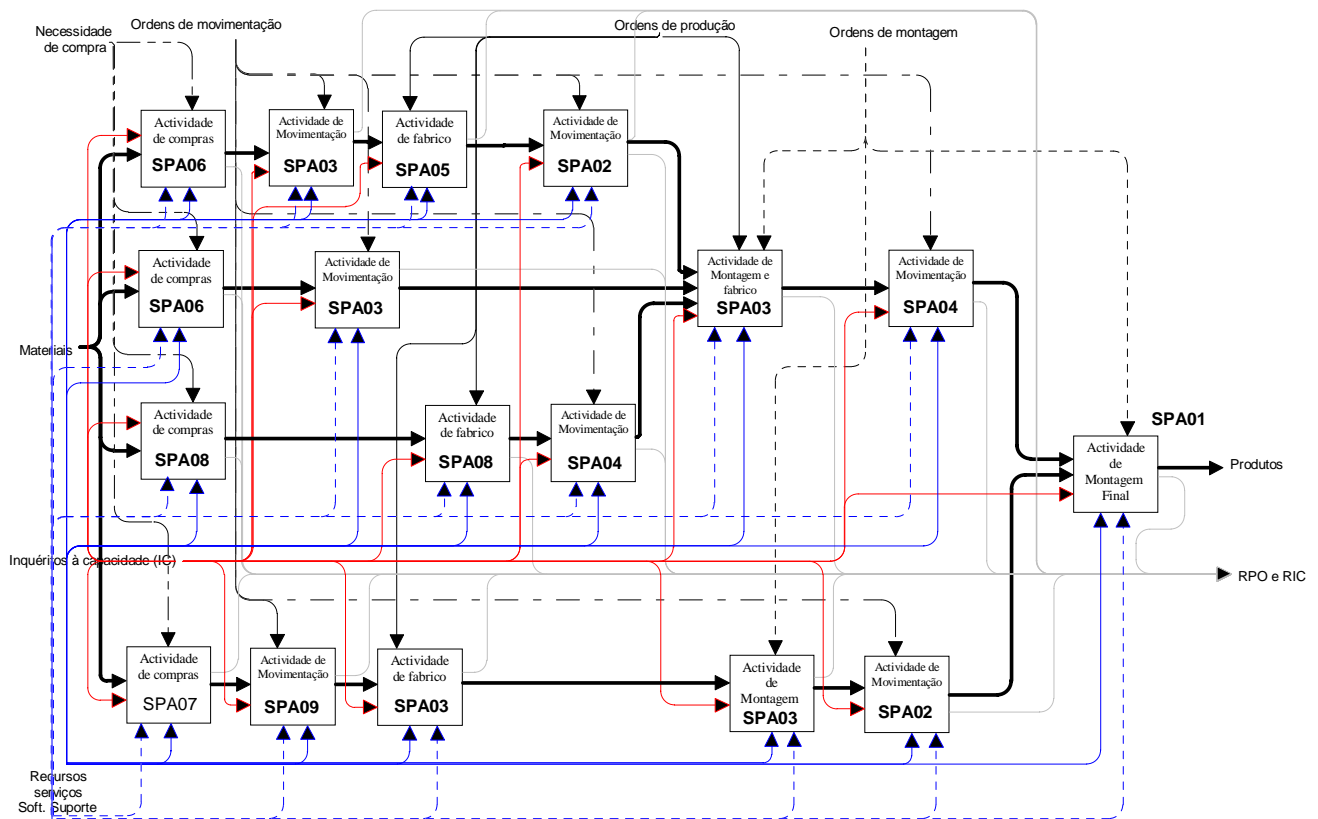 Ordens de movimentação
Ordens de produção
Ordens de montagem
Necessidade
de compra
Actividade
de compras
SPA06
Actividade de
Movimentação
SPA03
Actividade
de fabrico
SPA05
Actividade de
Movimentação
SPA02
Actividade
de compras
SPA06
Actividade de
Movimentação
SPA03
Actividade de
Montagem e
fabrico
SPA03
Actividade de
Movimentação
SPA04
Materiais
Actividade
de compras
SPA08
Actividade
de fabrico
SPA08
Actividade de
Movimentação
SPA04
SPA01
Actividade
de
Montagem
Final
Produtos
Inquéritos à capacidade (IC)
RPO e RIC
Actividade
de compras
SPA07
Actividade de
Movimentação
SPA09
Actividade
de fabrico
SPA03
Actividade
de
Montagem
SPA03
Actividade de
Movimentação
SPA02
Recursos
serviços
Soft. Suporte